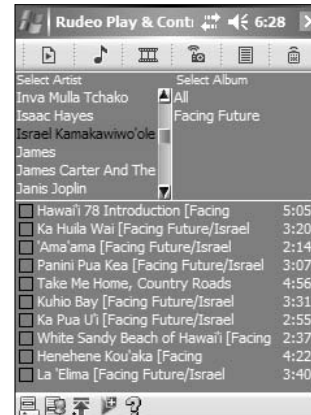 Rudeo Play & Conti 6:28
Select Artist Select Album
Inva Mulla Tchako All
Isaac Hayes Facing Future
Israel Kamakawiwo'ole
James
James Carter And The
Janis Joplin
Hawai'i 78 Introduction [Facing 5:05
Ka Huila Wai [Facing Future/Israel 3:20
'Ama'ama [Facing Future/Israel 2:14
Panini Pua Kea [Facing Future/Israel 3:07
Take Me Home, Country Roads 4:56
Kuhio Bay [Facing Future/Israel 3:31
Ka Pua U'i [Facing Future/Israel 2:55
White Sandy Beach of Hawai'i [Facing 2:37
Henehene Kou'aka [Facing 4:22
La 'Elima [Facing Future/Israel 3:40